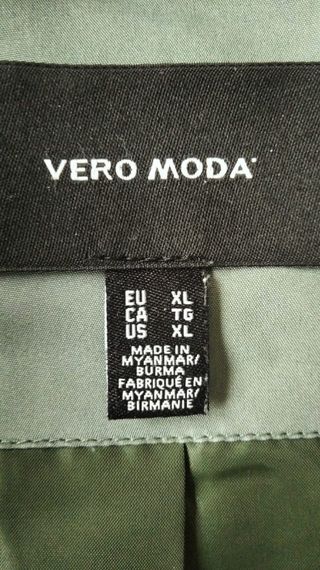 VERO MODA
EU XL
CA TG
US XL
MADE IN
MYANMAR/
BURMA
FABRIQUÉ EN
MYANMAR/
BIRMANIE